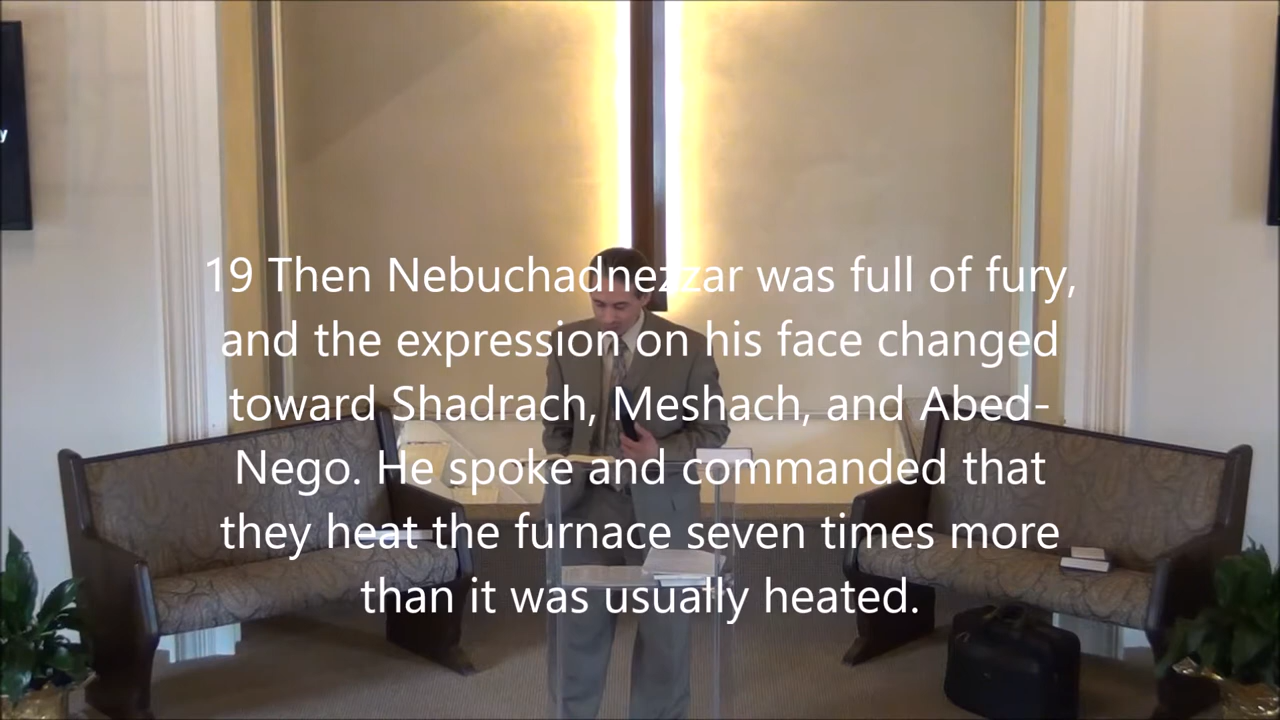 y
19 Then Nebuchadnezzar was full of fury,
and the expression on his face changed
toward Shadrach, Meshach, and Abed-
Nego. He spoke and commanded that
they heat the furnace seven times more
than it was usually heated.